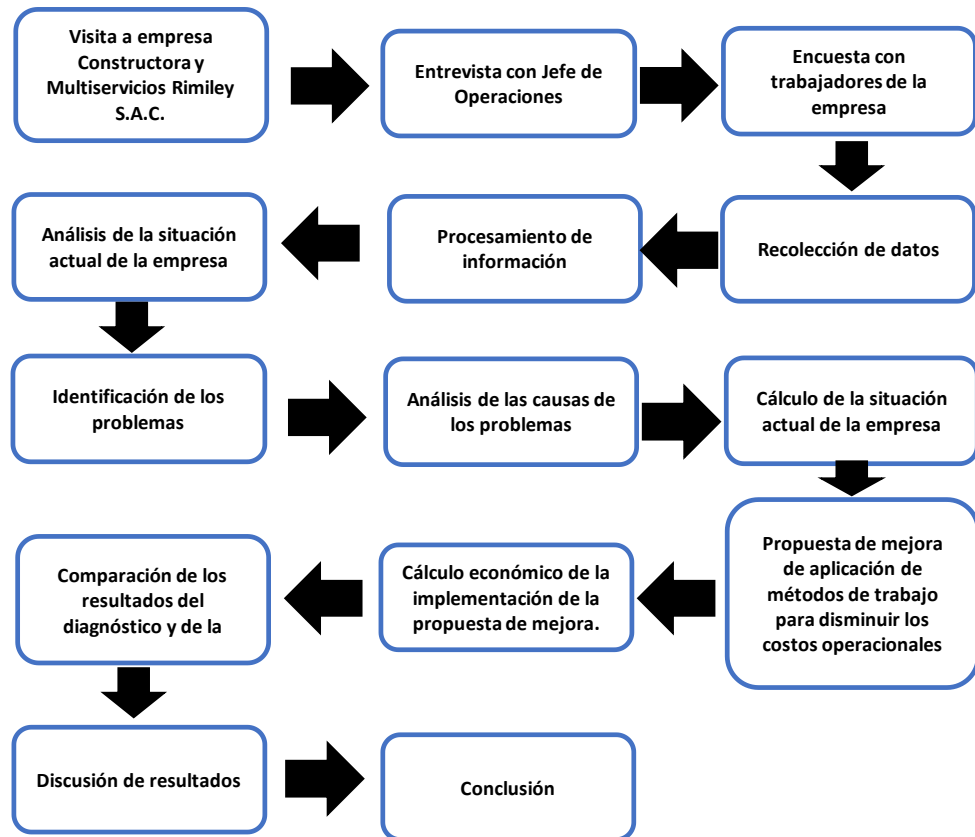 Visita a empresa
Constructora y
Multiservicios Rimiley
S.A.C.
Entrevista con Jefe de
Operaciones
Encuesta con
trabajadores de la
empresa
Recolección de datos
Procesamiento de
información
Análisis de la situación
actual de la empresa
Identificación de los
problemas
Análisis de las causas de
los problemas
Cálculo de la situación
actual de la empresa
Propuesta de mejora
de aplicación de
métodos de trabajo
para disminuir los
costos operacionales
Cálculo económico de la
implementación de la
propuesta de mejora.
Comparación de los
resultados del
diagnóstico y de la
Discusión de resultados
Conclusión